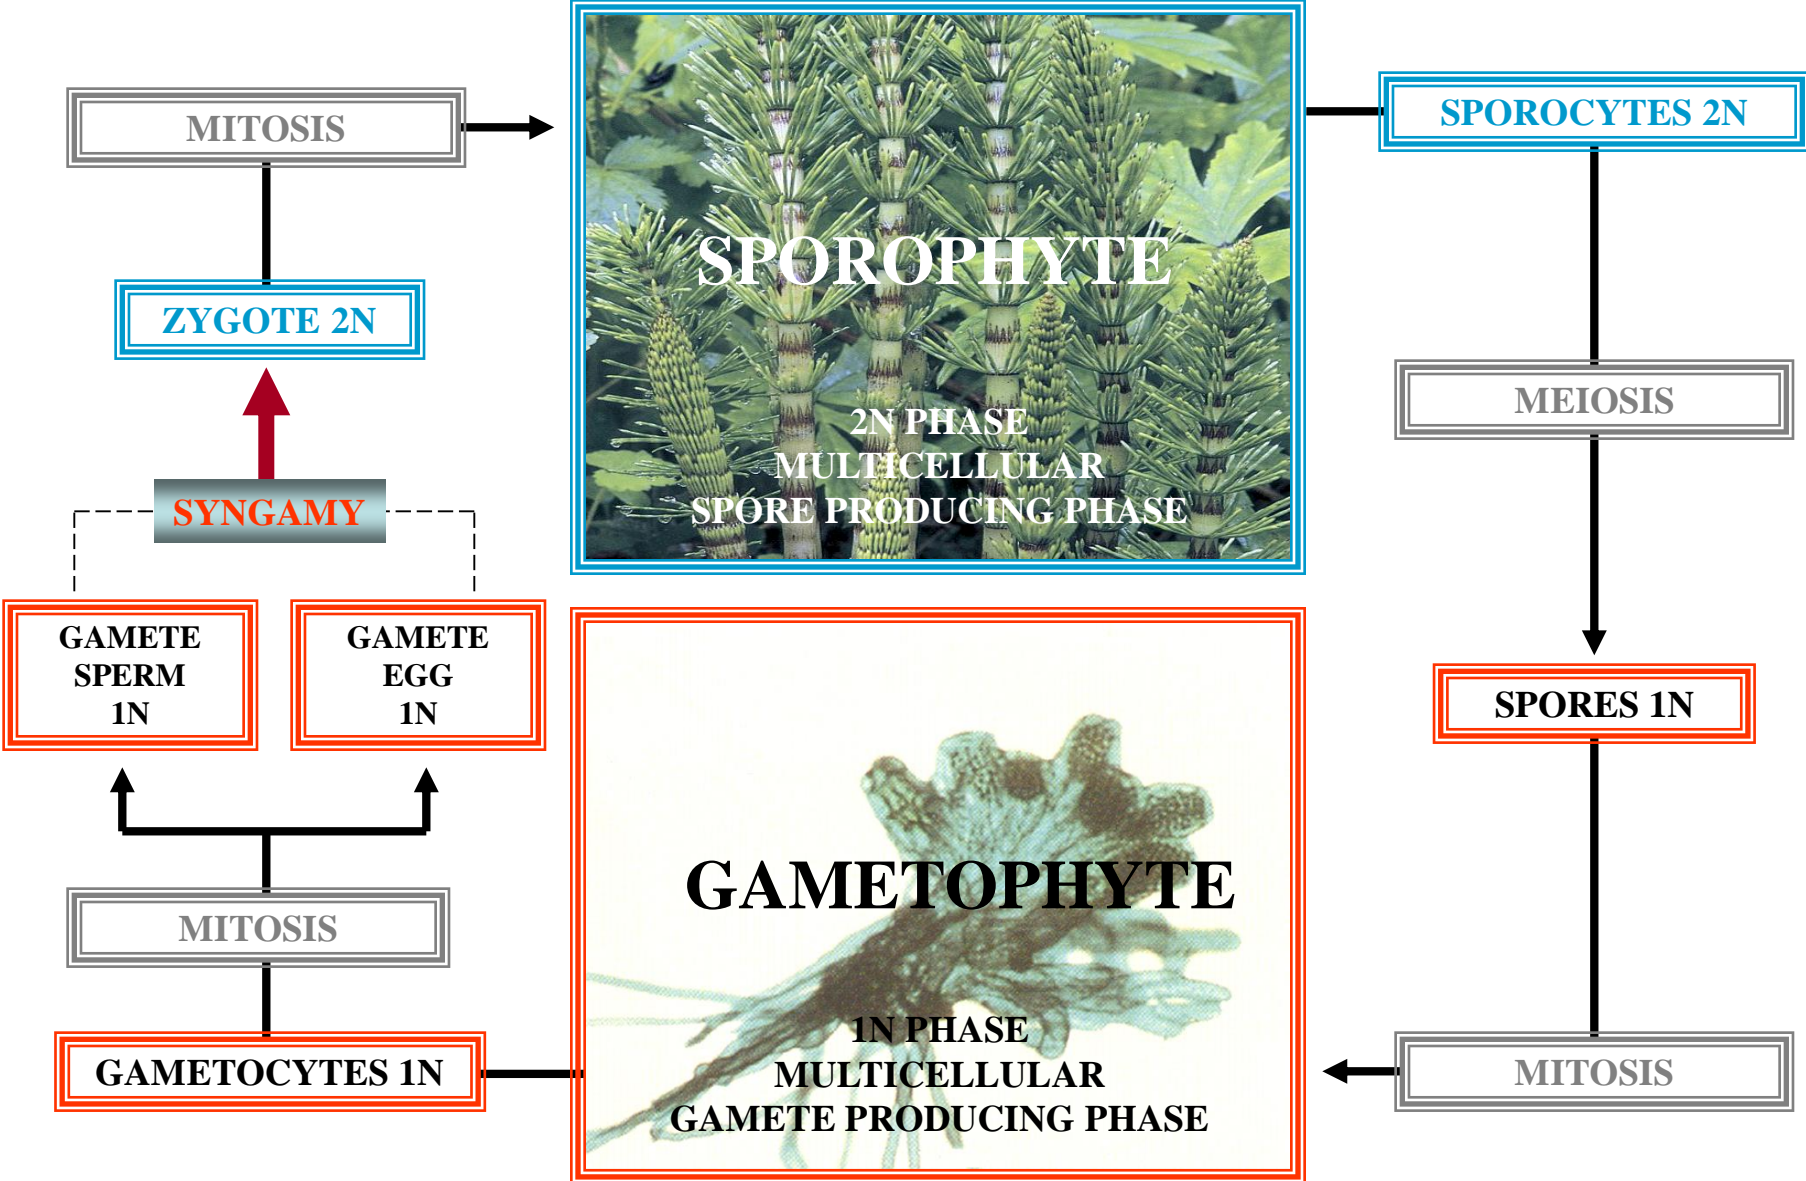 MITOSIS
SPOROCYTES 2N
SPOROPHYTE
ZYGOTE 2N
MEIOSIS
2N PHASE
MULTICELLULAR
SPORE PRODUCING PHASE
SYNGAMY
GAMETE
SPERM
1N
GAMETE
EGG
1N
SPORES 1N
GAMETOPHYTE
MITOSIS
1N PHASE
MULTICELLULAR
GAMETE PRODUCING PHASE
GAMETOCYTES 1N
MITOSIS